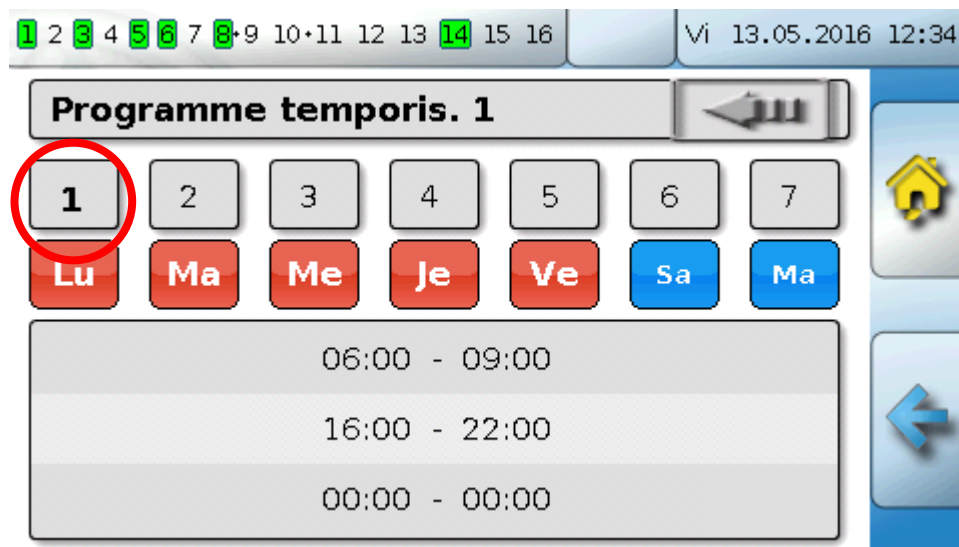 1 2 3 4 5 6 7 8•9 10•11 12 13 14 15 16 Vi 13.05.2016 12:34
Programme temporis. 1
1 2 3 4 5 6 7
Lu Ma Me Je Ve Sa Ma
06:00 - 09:00
16:00 - 22:00
00:00 - 00:00